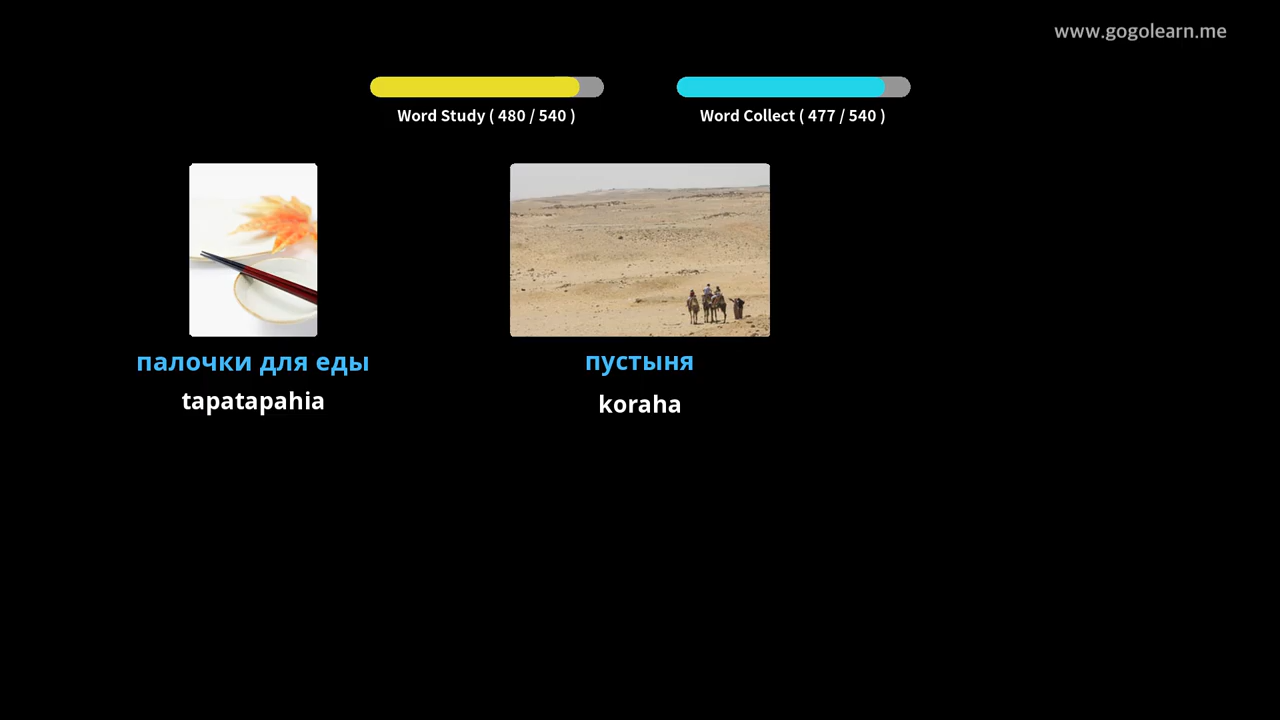 www.gogolearn.me
Word Study ( 480 / 540 )
Word Collect ( 477 / 540 )
палочки для еды
tapatapahia
пустыня
koraha